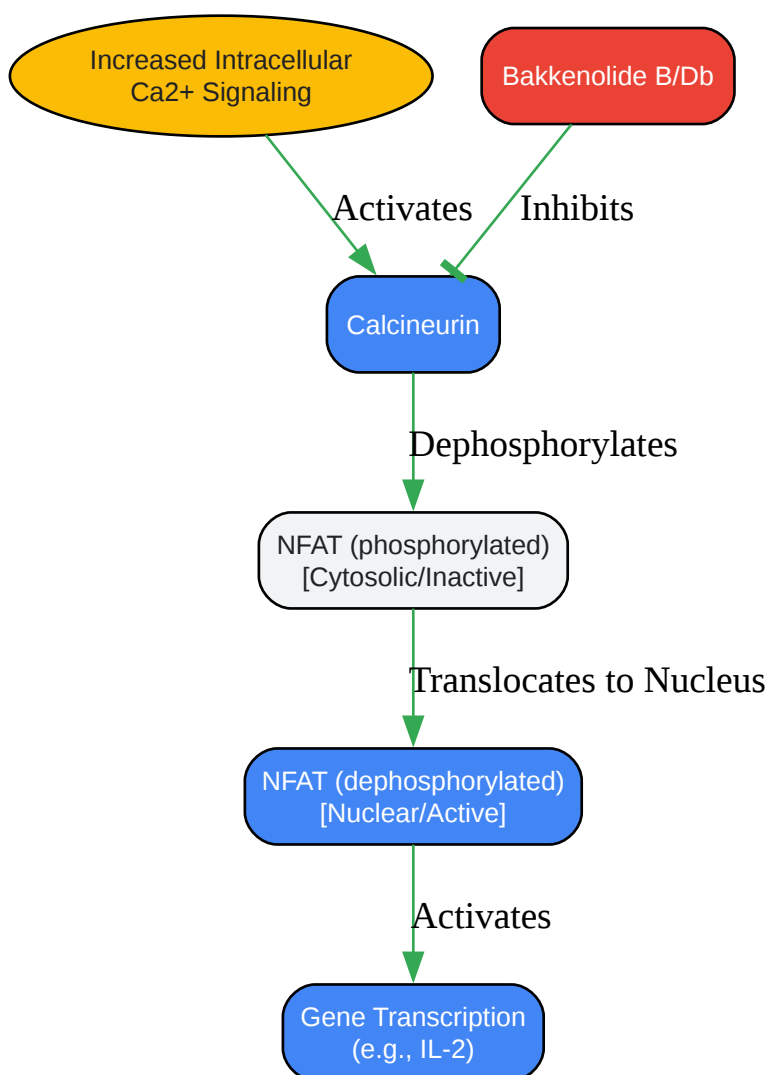 Increased Intracellular
Ca2+ Signaling
Bakkenolide B/Db
Activates
Inhibits
Calcineurin
Dephosphorylates
NFAT (phosphorylated)
[Cytosolic/Inactive]
Translocates to Nucleus
NFAT (dephosphorylated)
[Nuclear/Active]
Activates
Gene Transcription
(e.g., IL-2)